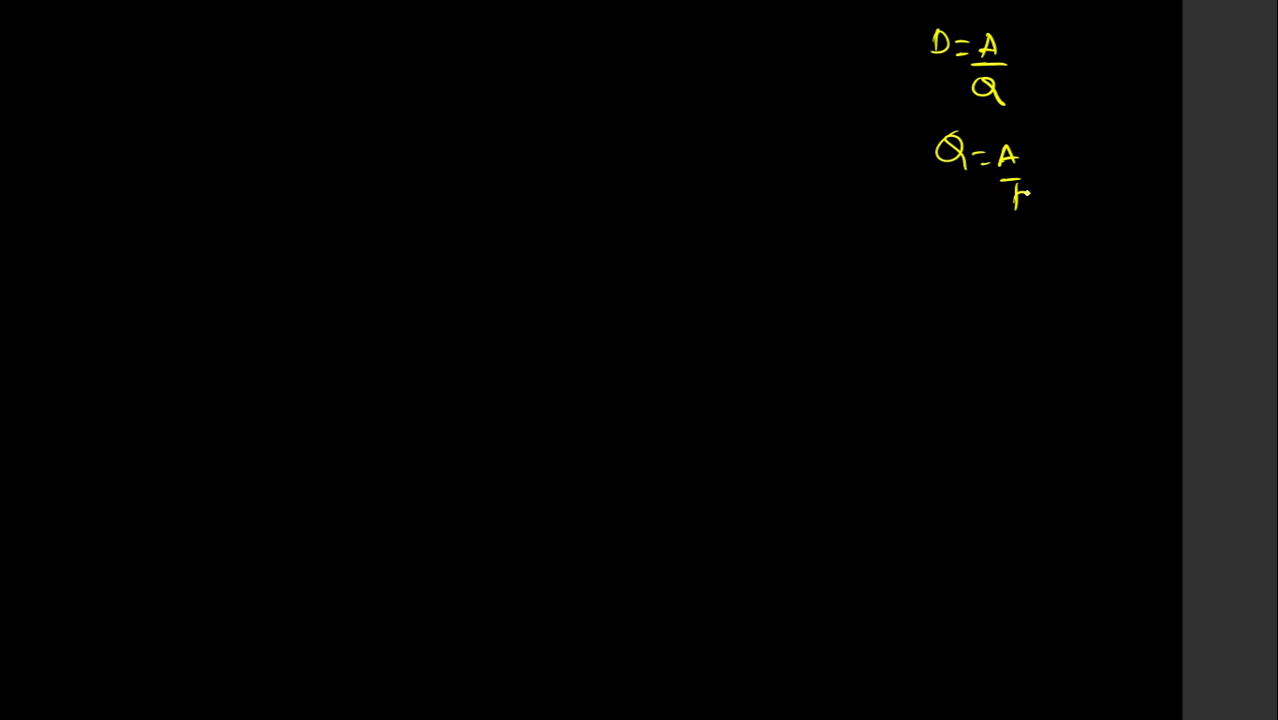 D = A
Q
Q = A